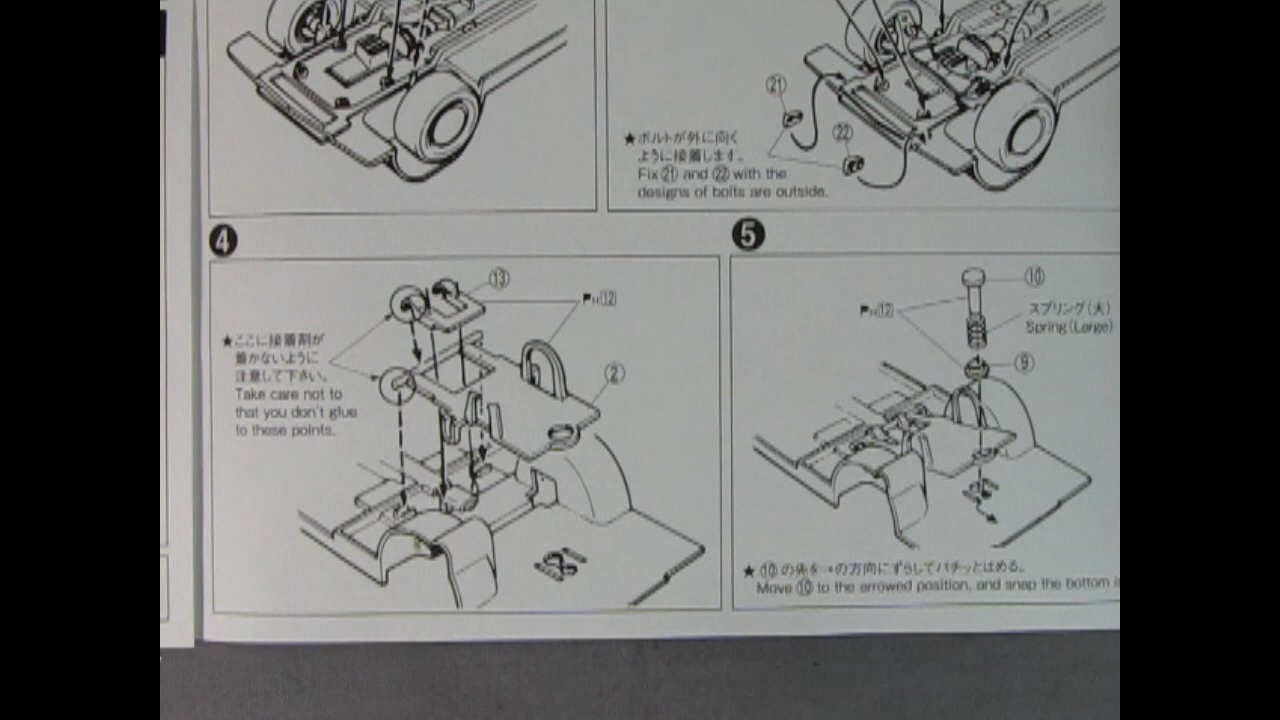 21
22
★ボルトが外に向く
ように接着します。
Fix 21 and 22 with the
designs of bolts are outside.
4
13
12
★ここに接着剤が
着かないように
注意して下さい。
Take care not to
that you don't glue
to these points.
2
5
10
12
スプリング(大)
Spring(Large)
9
★ 10 の先を→の方向にずらしてパチッとはめる。
Move 10 to the arrowed position, and snap the bottom